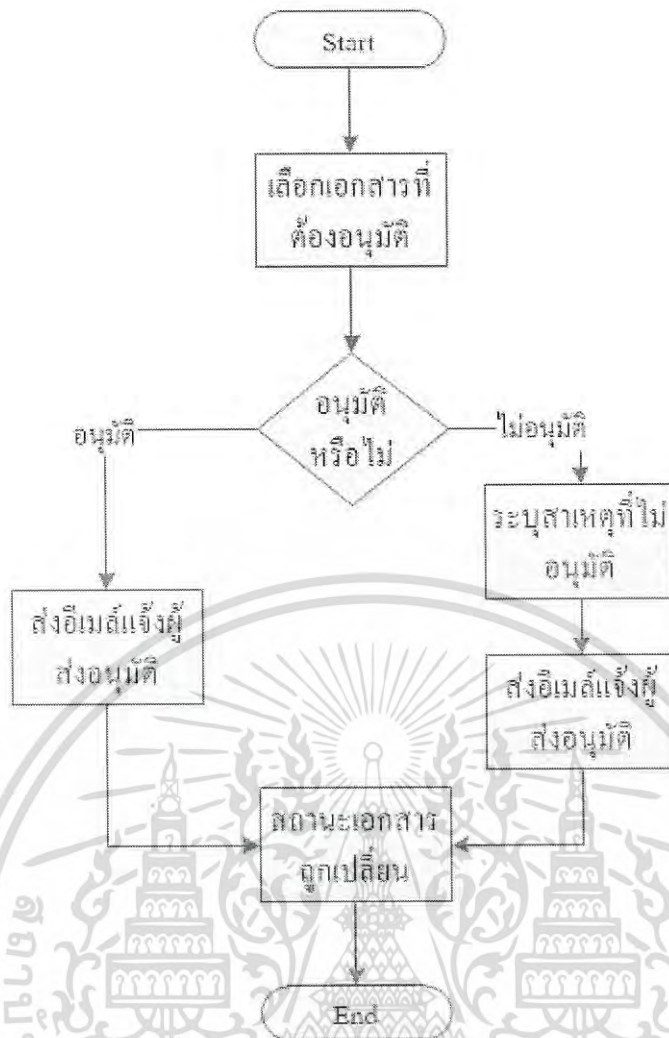 Start
เลือกเอกสารที่
ต้องอนุมัติ
อนุมัติ
หรือไม่
อนุมัติ
ไม่อนุมัติ
ระบุสาเหตุที่ไม่
อนุมัติ
ส่งอีเมล์แจ้งผู้
ส่งอนุมัติ
ส่งอีเมล์แจ้งผู้
ส่งอนุมัติ
สถานะเอกสาร
ถูกเปลี่ยน
End